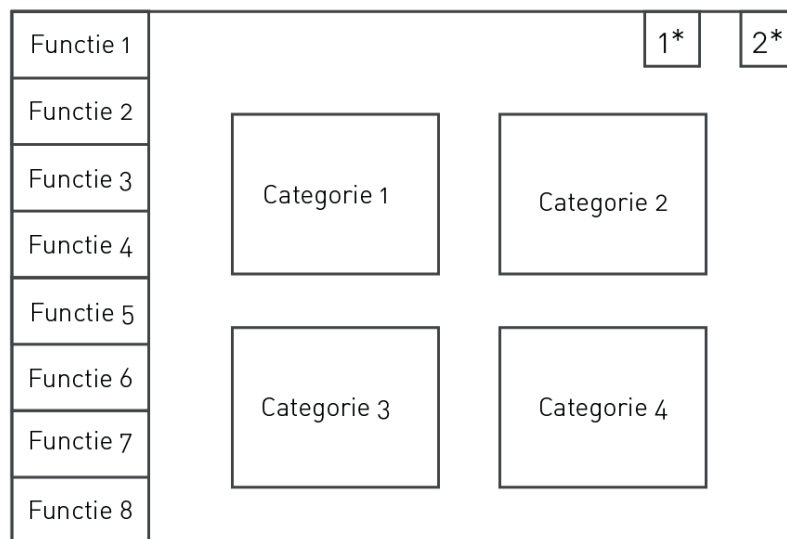 Functie 1
Functie 2
Functie 3
Functie 4
Functie 5
Functie 6
Functie 7
Functie 8
1*
2*
Categorie 1
Categorie 2
Categorie 3
Categorie 4